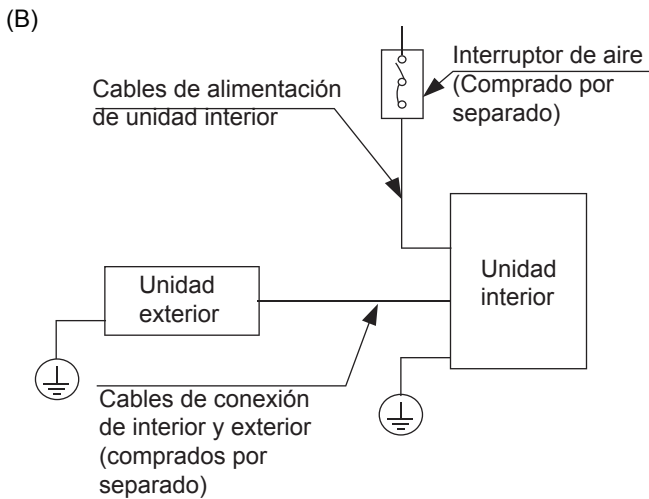 (B)
Interruptor de aire
(Comprado por
separado)
Cables de alimentación
de unidad interior
Unidad
interior
Unidad
exterior
Cables de conexión
de interior y exterior
(comprados por
separado)